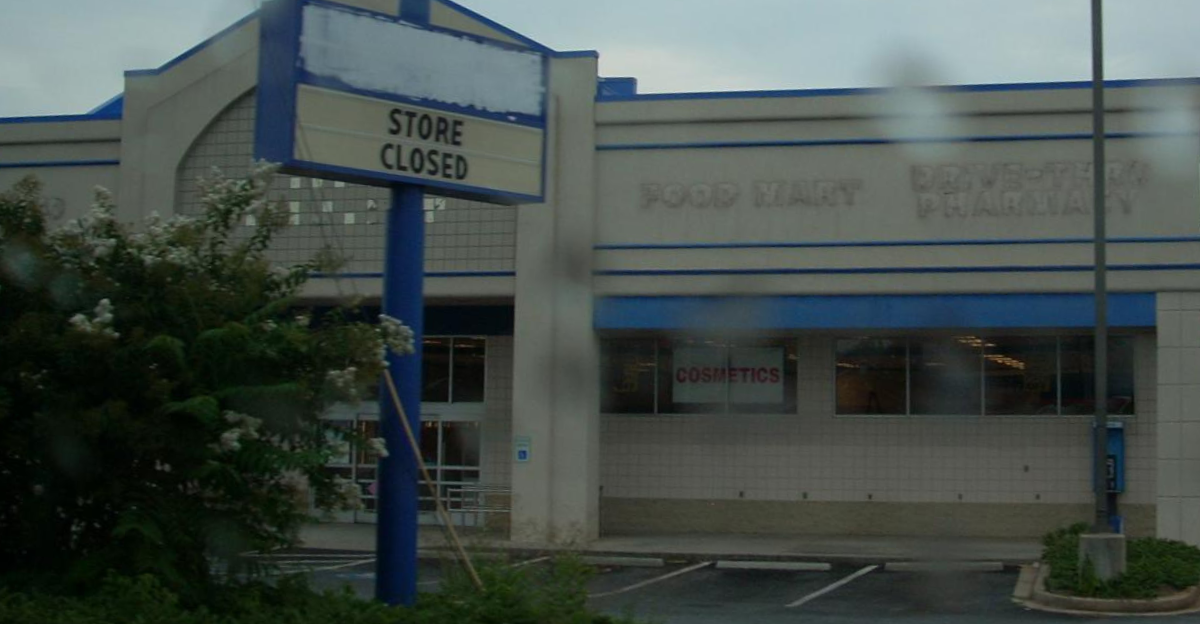 STORE
CLOSED
FOOD MART
DRIVE-THRU
PHARMACY
COSMETICS